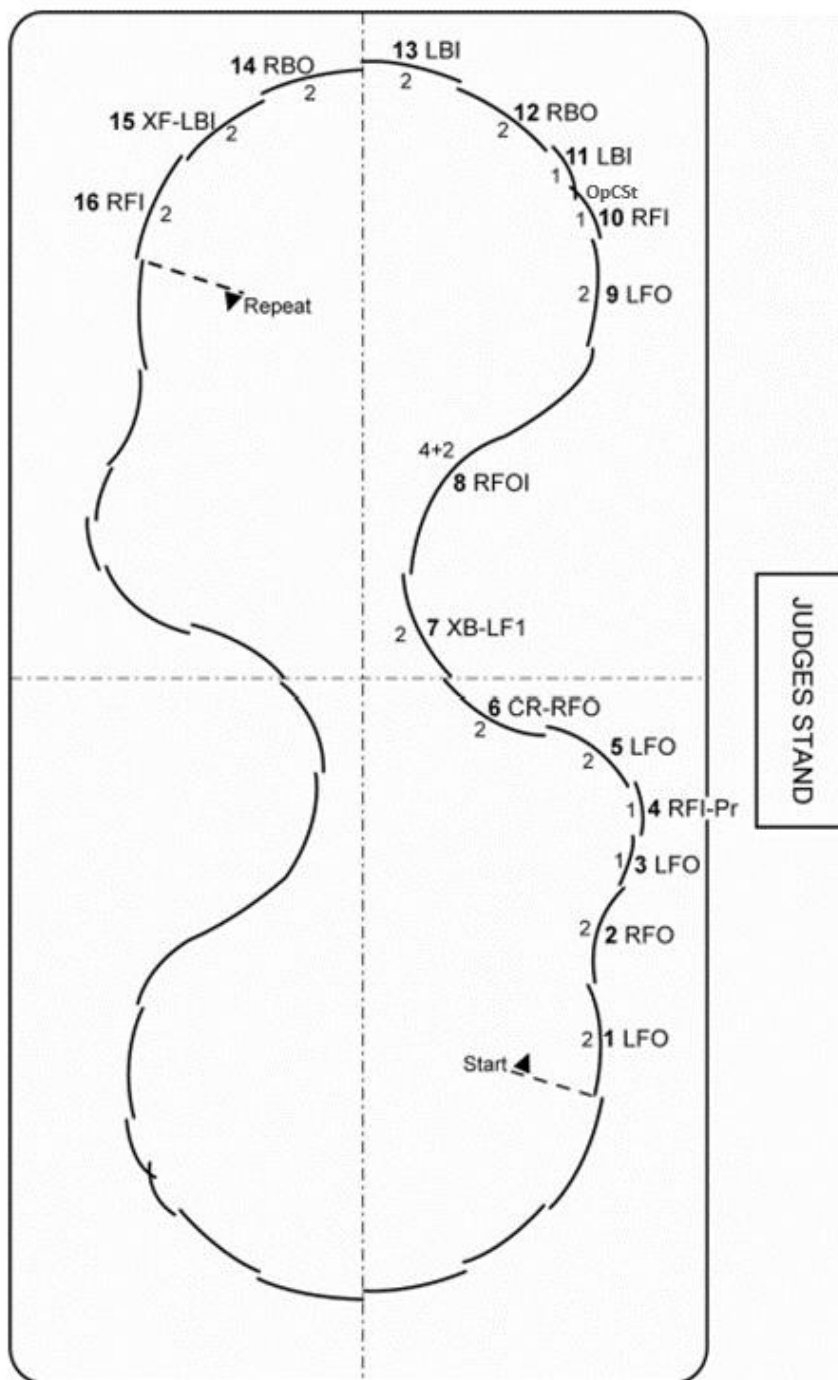 13 LBI
2
14 RBO
2
12 RBO
2
15 XF-LBI
2
11 LBI
1
OpCSt
16 RFI
2
1
10 RFI
2
9 LFO
Repeat
4+2
8 RFOI
2
7 XB-LF1
JUDGES STAND
6 CR-RFO
2
5 LFO
2
1
4 RFI-Pr
1
3 LFO
2
2 RFO
2
1 LFO
Start